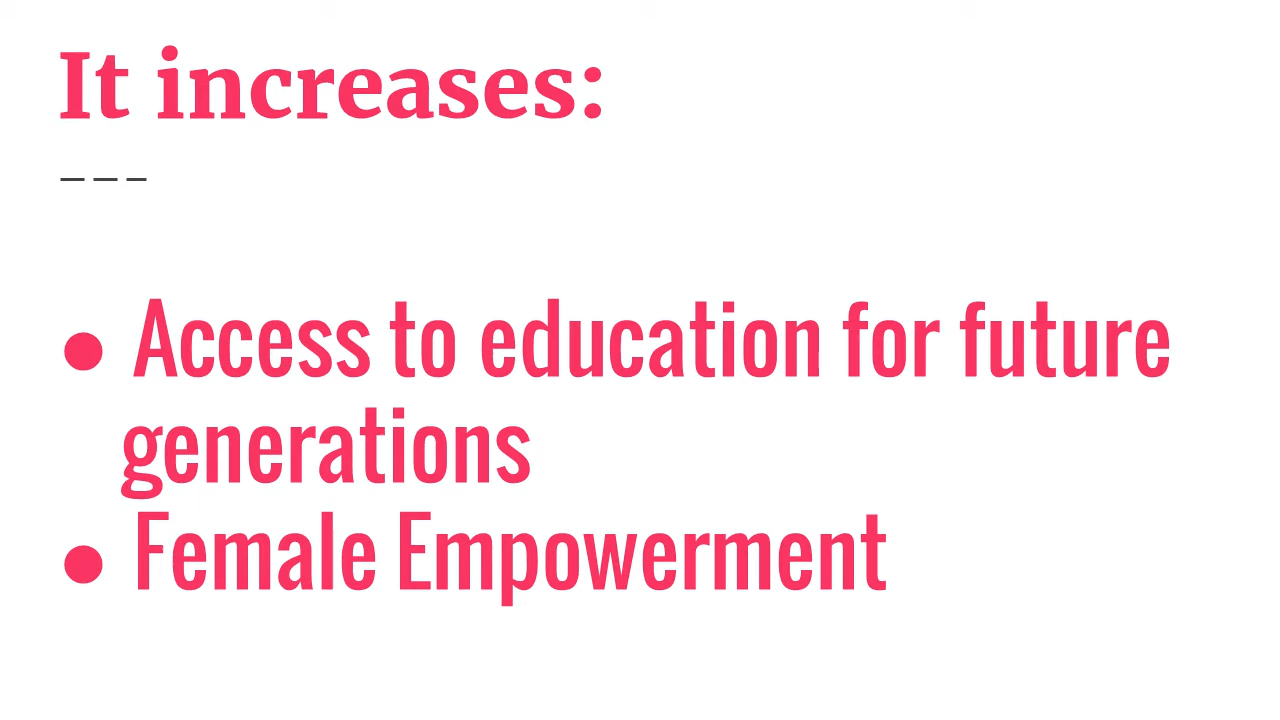 It increases:
● Access to education for future
generations
● Female Empowerment